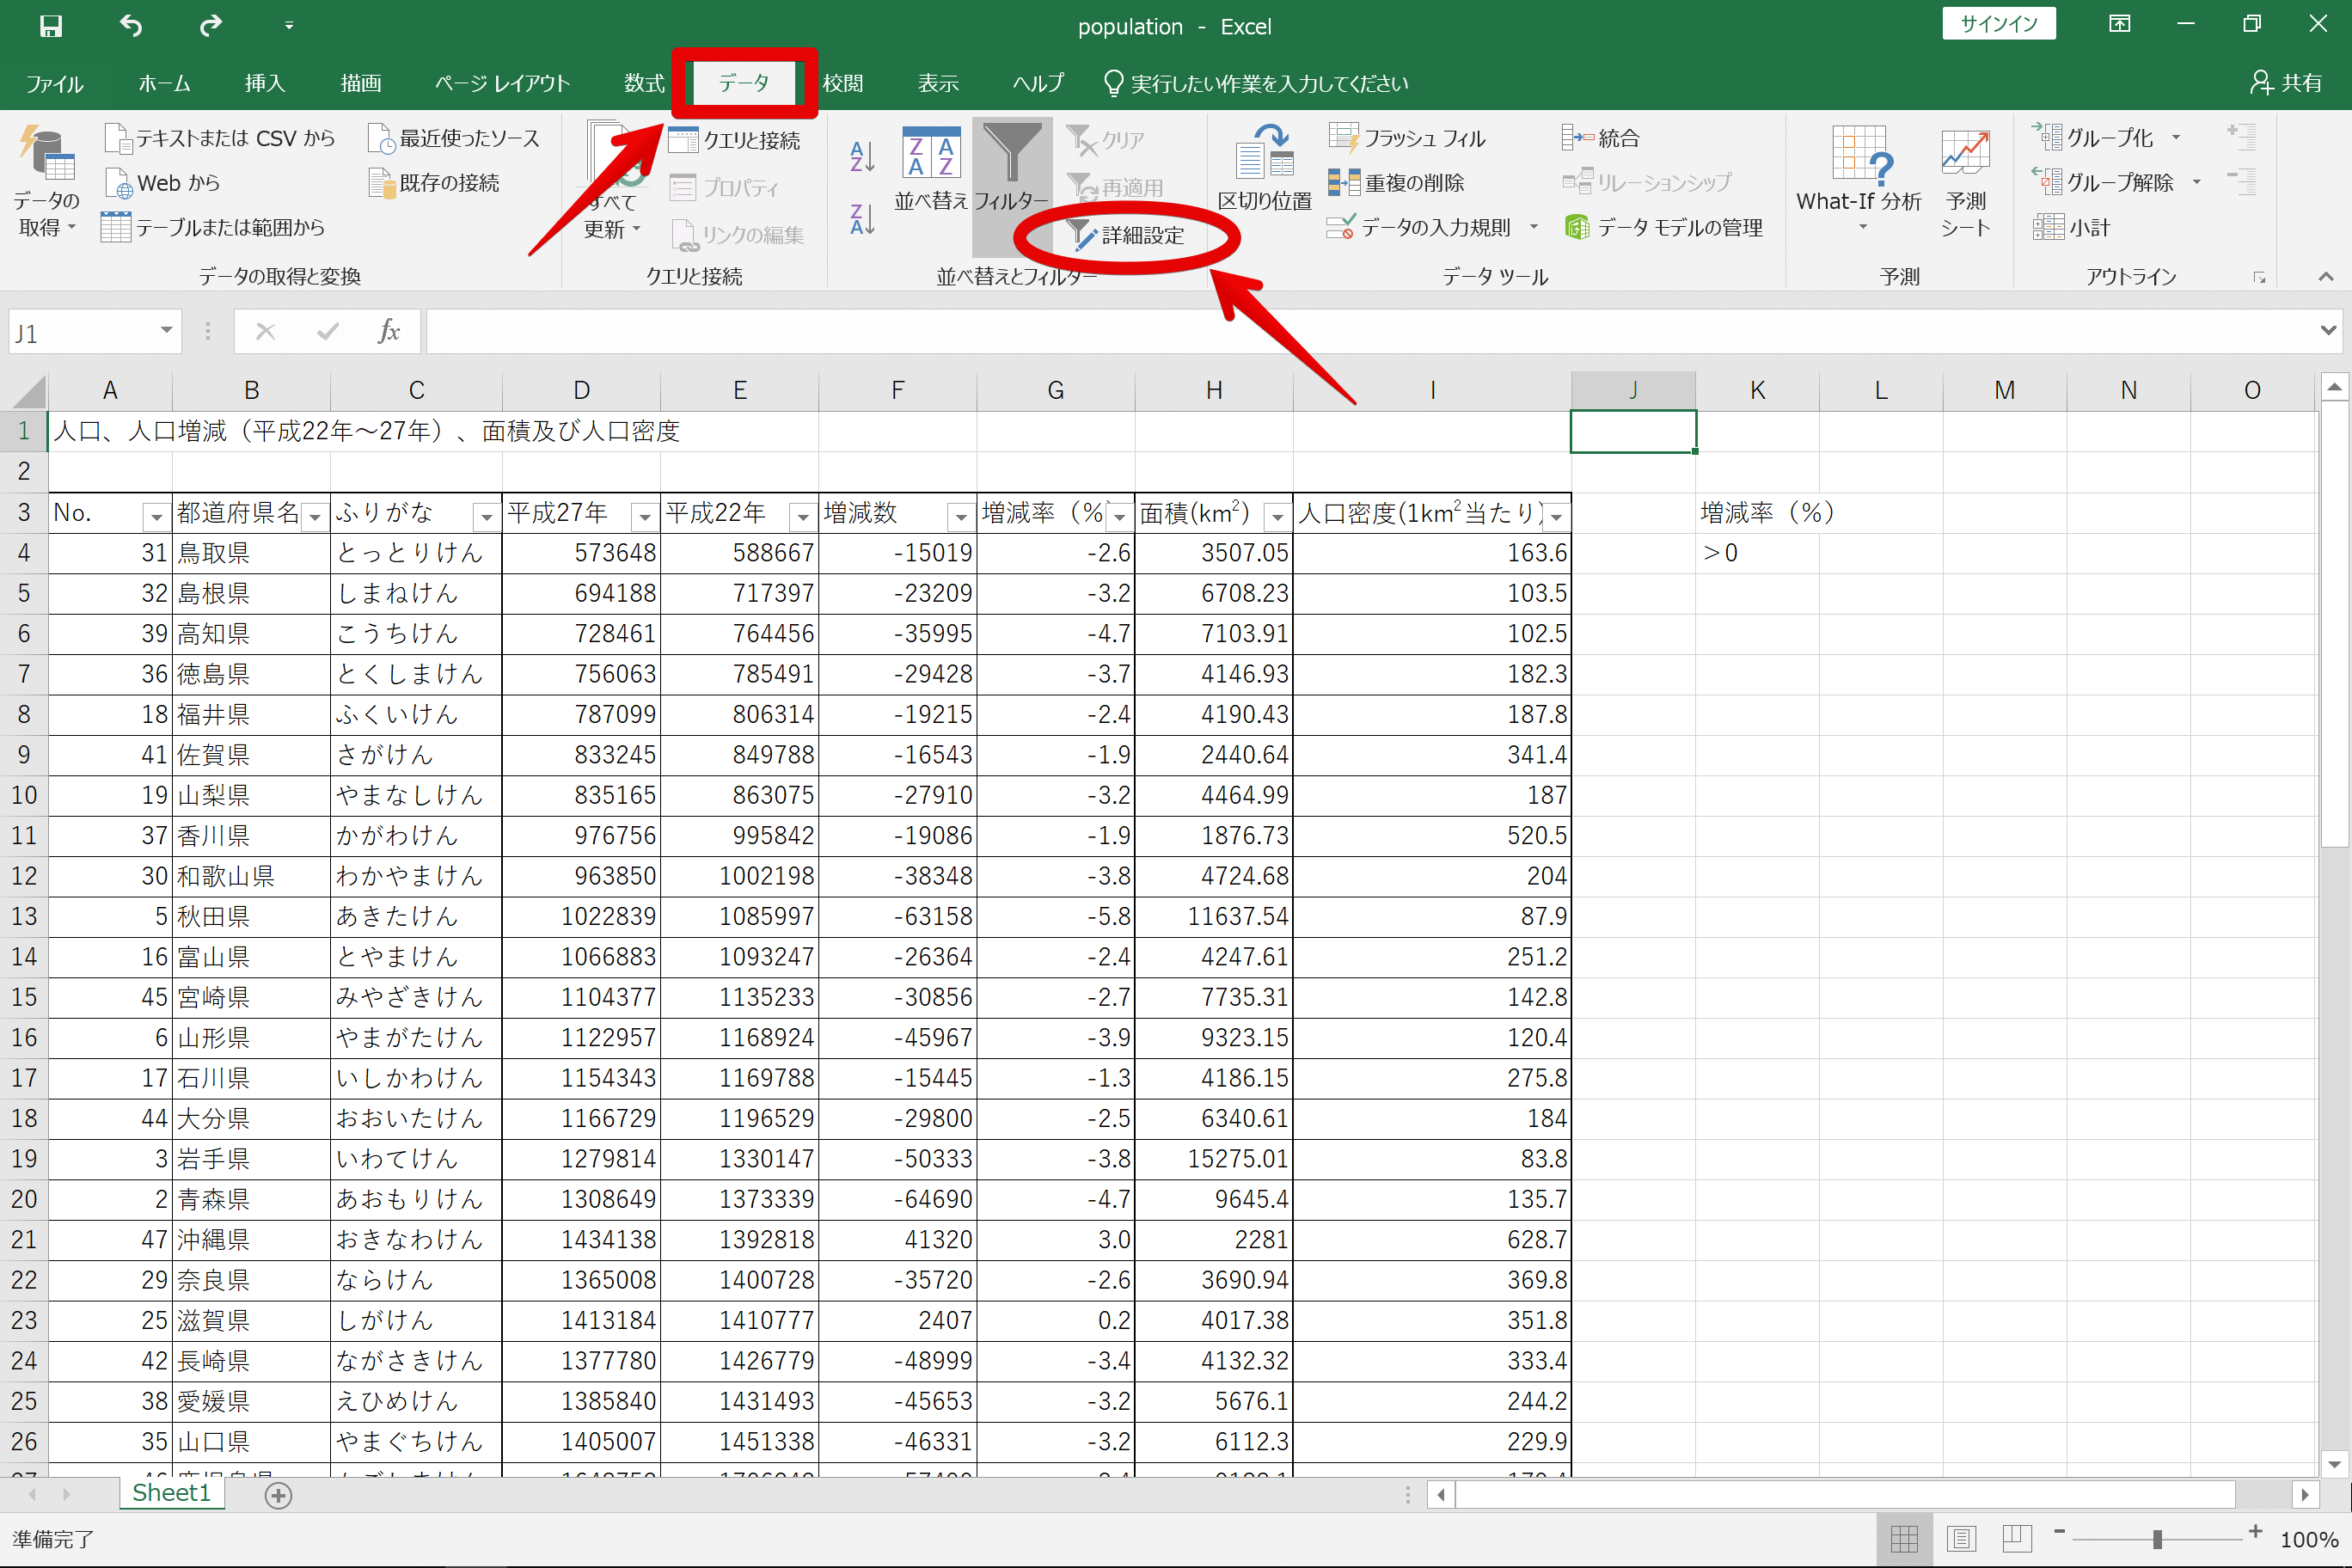 population - Excel
サインイン
ファイル ホーム 挿入 描画 ページ レイアウト 数式 データ 校閲 表示 ヘルプ 実行したい作業を入力してください 共有
データの取得
テキストまたは CSV から
Web から
テーブルまたは範囲から
最近使ったソース
既存の接続
データの取得と変換
すべて更新
クエリと接続
プロパティ
リンクの編集
クエリと接続
並べ替え
フィルター
クリア
再適用
詳細設定
並べ替えとフィルター
区切り位置
フラッシュ フィル
重複の削除
データの入力規則
統合
リレーションシップ
データ モデルの管理
データ ツール
What-If 分析
予測シート
予測
グループ化
グループ解除
小計
アウトライン
J1
fx
A B C D E F G H I J K L M N O
1 人口、人口増減（平成22年～27年）、面積及び人口密度
2
3 No. 都道府県名 ふりがな 平成27年 平成22年 増減数 増減率（% 面積(km2) 人口密度(1km2当たり) 増減率（%）
4 31 鳥取県 とっとりけん 573648 588667 -15019 -2.6 3507.05 163.6 ＞0
5 32 島根県 しまねけん 694188 717397 -23209 -3.2 6708.23 103.5
6 39 高知県 こうちけん 728461 764456 -35995 -4.7 7103.91 102.5
7 36 徳島県 とくしまけん 756063 785491 -29428 -3.7 4146.93 182.3
8 18 福井県 ふくいけん 787099 806314 -19215 -2.4 4190.43 187.8
9 41 佐賀県 さがけん 833245 849788 -16543 -1.9 2440.64 341.4
10 19 山梨県 やまなしけん 835165 863075 -27910 -3.2 4464.99 187
11 37 香川県 かがわけん 976756 995842 -19086 -1.9 1876.73 520.5
12 30 和歌山県 わかやまけん 963850 1002198 -38348 -3.8 4724.68 204
13 5 秋田県 あきたけん 1022839 1085997 -63158 -5.8 11637.54 87.9
14 16 富山県 とやまけん 1066883 1093247 -26364 -2.4 4247.61 251.2
15 45 宮崎県 みやざきけん 1104377 1135233 -30856 -2.7 7735.31 142.8
16 6 山形県 やまがたけん 1122957 1168924 -45967 -3.9 9323.15 120.4
17 17 石川県 いしかわけん 1154343 1169788 -15445 -1.3 4186.15 275.8
18 44 大分県 おおいたけん 1166729 1196529 -29800 -2.5 6340.61 184
19 3 岩手県 いわてけん 1279814 1330147 -50333 -3.8 15275.01 83.8
20 2 青森県 あおもりけん 1308649 1373339 -64690 -4.7 9645.4 135.7
21 47 沖縄県 おきなわけん 1434138 1392818 41320 3.0 2281 628.7
22 29 奈良県 ならけん 1365008 1400728 -35720 -2.6 3690.94 369.8
23 25 滋賀県 しがけん 1413184 1410777 2407 0.2 4017.38 351.8
24 42 長崎県 ながさきけん 1377780 1426779 -48999 -3.4 4132.32 333.4
25 38 愛媛県 えひめけん 1385840 1431493 -45653 -3.2 5676.1 244.2
26 35 山口県 やまぐちけん 1405007 1451338 -46331 -3.2 6112.3 229.9
Sheet1
準備完了
100%